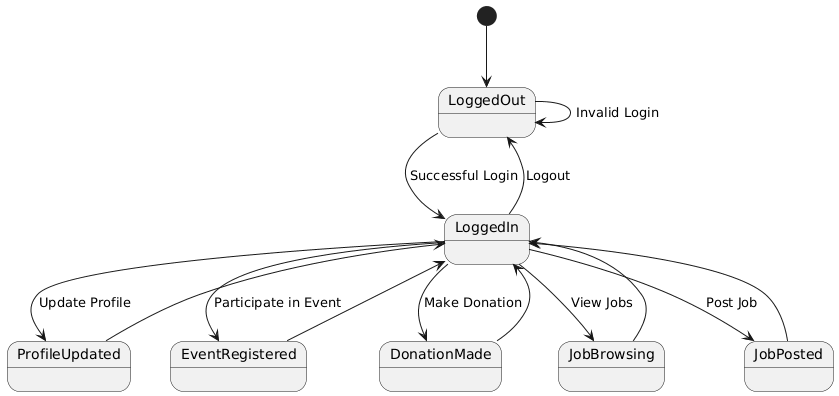 LoggedOut
Invalid Login
Successful Login
Logout
LoggedIn
Update Profile
Participate in Event
Make Donation
View Jobs
Post Job
ProfileUpdated
EventRegistered
DonationMade
JobBrowsing
JobPosted